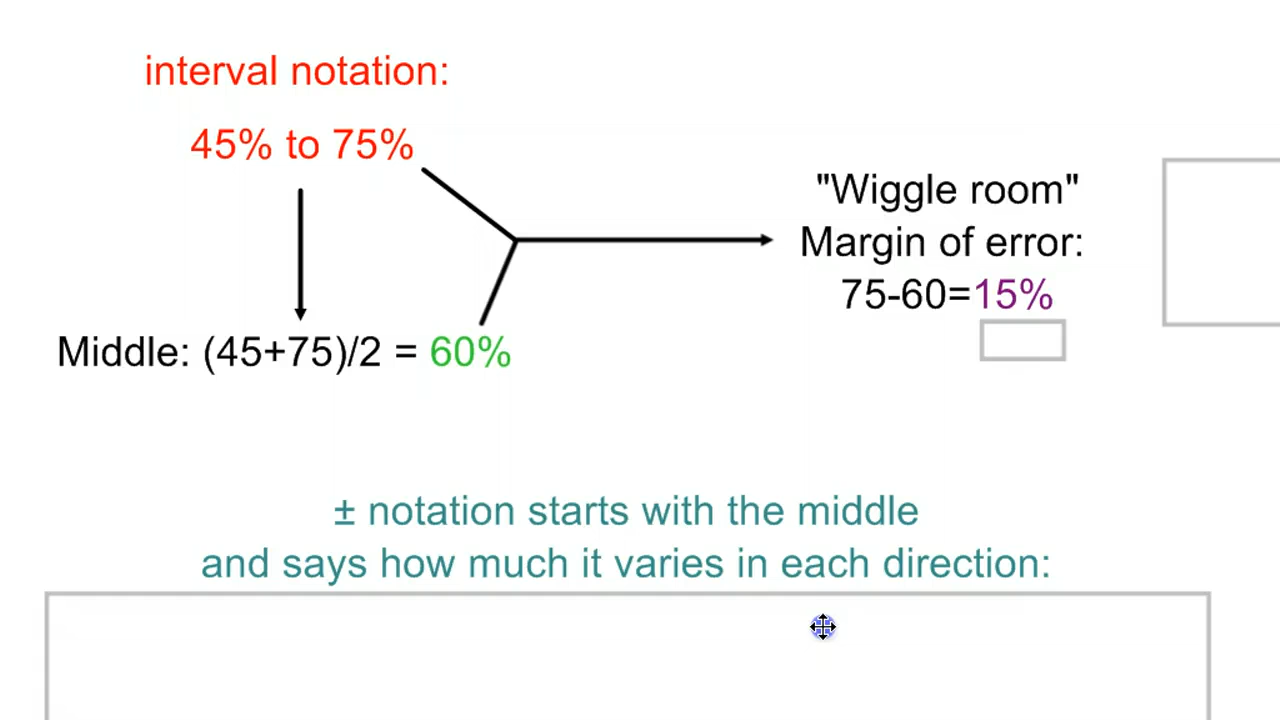 interval notation:
45% to 75%
"Wiggle room"
Margin of error:
75-60=15%
Middle: (45+75)/2 = 60%
± notation starts with the middle
and says how much it varies in each direction: